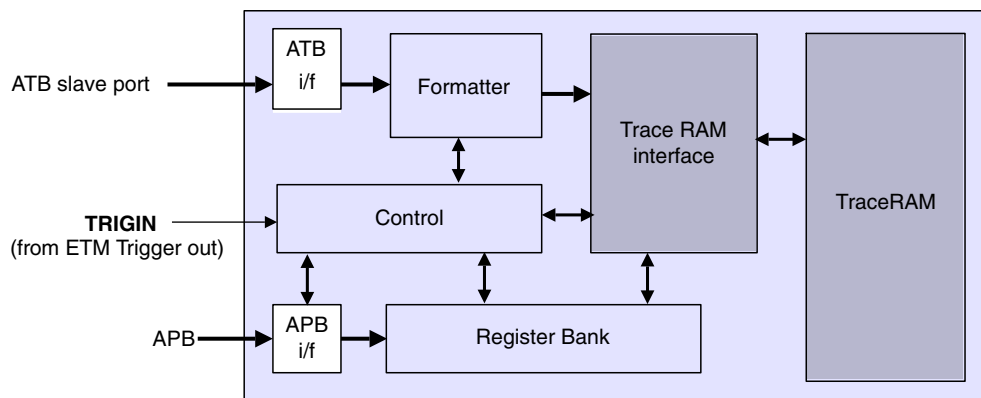 ATB
i/f
ATB slave port
Formatter
Trace RAM
interface
TraceRAM
TRIGIN
(from ETM Trigger out)
Control
APB
APB
i/f
Register Bank